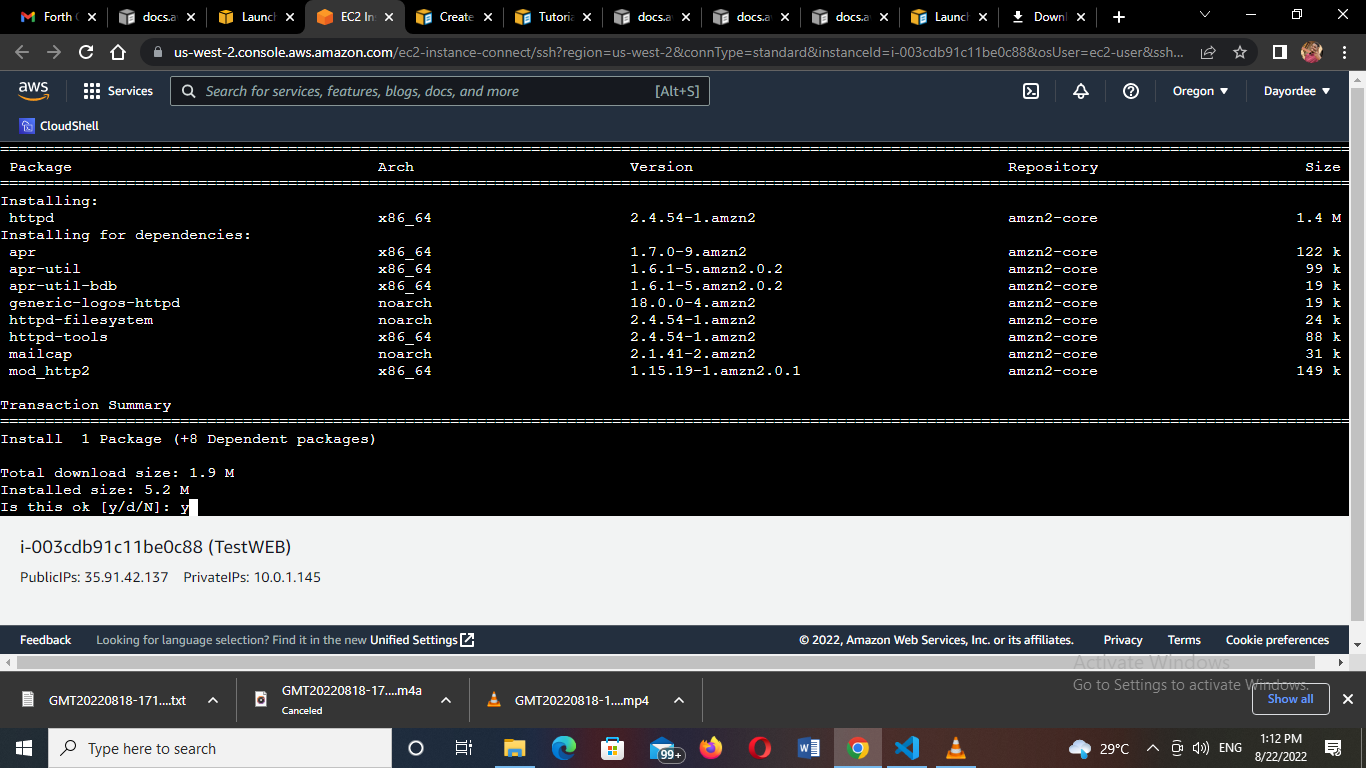 Forth
docs.a
Launc
EC2 In
Create
Tutoria
docs.a
docs.a
docs.a
Launch
Downl
us-west-2.console.aws.amazon.com/ec2-instance-connect/ssh?region=us-west-2&connType=standard&instanceId=i-003cdb91c11be0c88&osUser=ec2-user&ssh...
aws Services Search for services, features, blogs, docs, and more [Alt+S] Oregon Dayordee
CloudShell
================================================================================
Package Arch Version Repository Size
================================================================================
Installing:
httpd x86_64 2.4.54-1.amzn2 amzn2-core 1.4 M
Installing for dependencies:
apr x86_64 1.7.0-9.amzn2 amzn2-core 122 k
apr-util x86_64 1.6.1-5.amzn2.0.2 amzn2-core 99 k
apr-util-bdb x86_64 1.6.1-5.amzn2.0.2 amzn2-core 19 k
generic-logos-httpd noarch 18.0.0-4.amzn2 amzn2-core 19 k
httpd-filesystem noarch 2.4.54-1.amzn2 amzn2-core 24 k
httpd-tools x86_64 2.4.54-1.amzn2 amzn2-core 88 k
mailcap noarch 2.1.41-2.amzn2 amzn2-core 31 k
mod_http2 x86_64 1.15.19-1.amzn2.0.1 amzn2-core 149 k
Transaction Summary
================================================================================
Install 1 Package (+8 Dependent packages)
Total download size: 1.9 M
Installed size: 5.2 M
Is this ok [y/d/N]: y
i-003cdb91c11be0c88 (TestWEB)
PublicIPs: 35.91.42.137 PrivateIPs: 10.0.1.145
Feedback Looking for language selection? Find it in the new Unified Settings © 2022, Amazon Web Services, Inc. or its affiliates. Privacy Terms Cookie preferences
Activate Windows
Go to Settings to activate Windows.
GMT20220818-171....txt
GMT20220818-17....m4a
Canceled
GMT20220818-1....mp4
Show all
Type here to search
99+
29°C
ENG
1:12 PM
8/22/2022